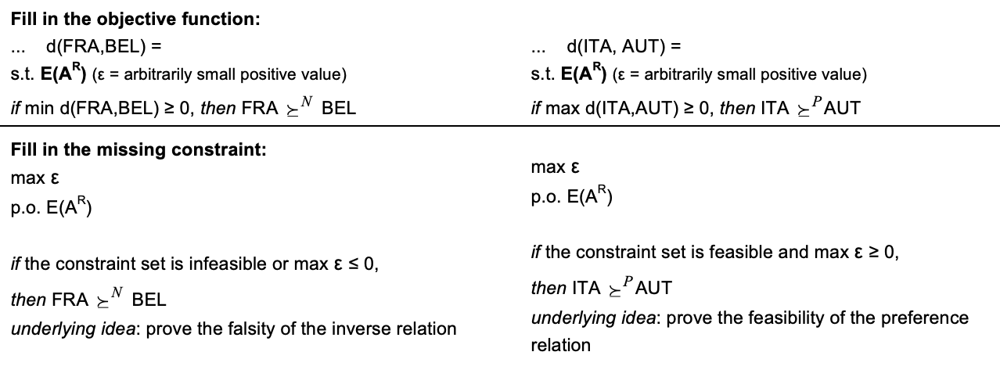 Fill in the objective function:
... d(FRA,BEL) =
s.t. E(Aᴿ) (ε = arbitrarily small positive value)
if min d(FRA,BEL) ≥ 0, then FRA ≿ᴺ BEL
... d(ITA, AUT) =
s.t. E(Aᴿ) (ε = arbitrarily small positive value)
if max d(ITA,AUT) ≥ 0, then ITA ≿ᴾ AUT
Fill in the missing constraint:
max ε
p.o. E(Aᴿ)
if the constraint set is infeasible or max ε ≤ 0,
then FRA ≿ᴺ BEL
underlying idea: prove the falsity of the inverse relation
max ε
p.o. E(Aᴿ)
if the constraint set is feasible and max ε ≥ 0,
then ITA ≿ᴾ AUT
underlying idea: prove the feasibility of the preference
relation